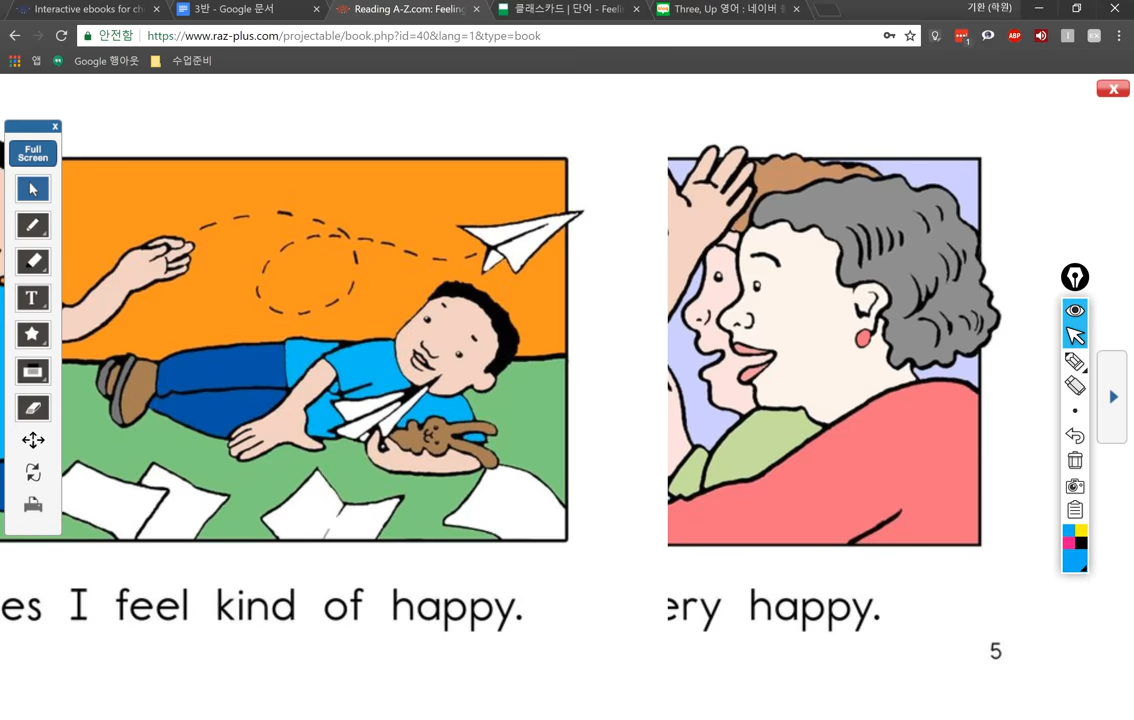 Interactive ebooks for ch
3반 - Google 문서
Reading A-Z.com: Feeling
클래스카드 | 단어 - Feeli
Three, Up 영어 : 네이버
기환 (학원)
안전함
https://www.raz-plus.com/projectable/book.php?id=40&lang=1&type=book
ABP
1
앱
Google 행아웃
수업준비
X
x
Full
Screen
T
es I feel kind of happy.
ery happy.
5